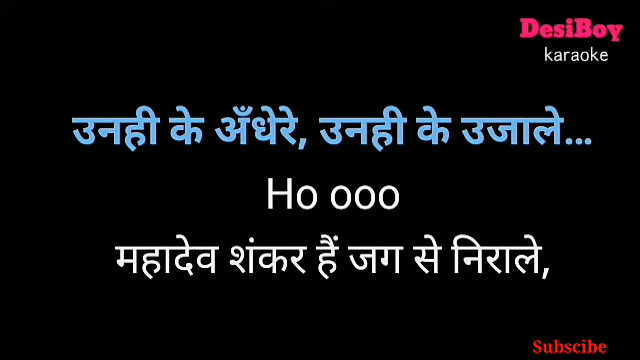 DesiBoy
karaoke
उनही के अँधेरे, उनही के उजाले...
Ho ooo
महादेव शंकर हैं जग से निराले,
Subscibe